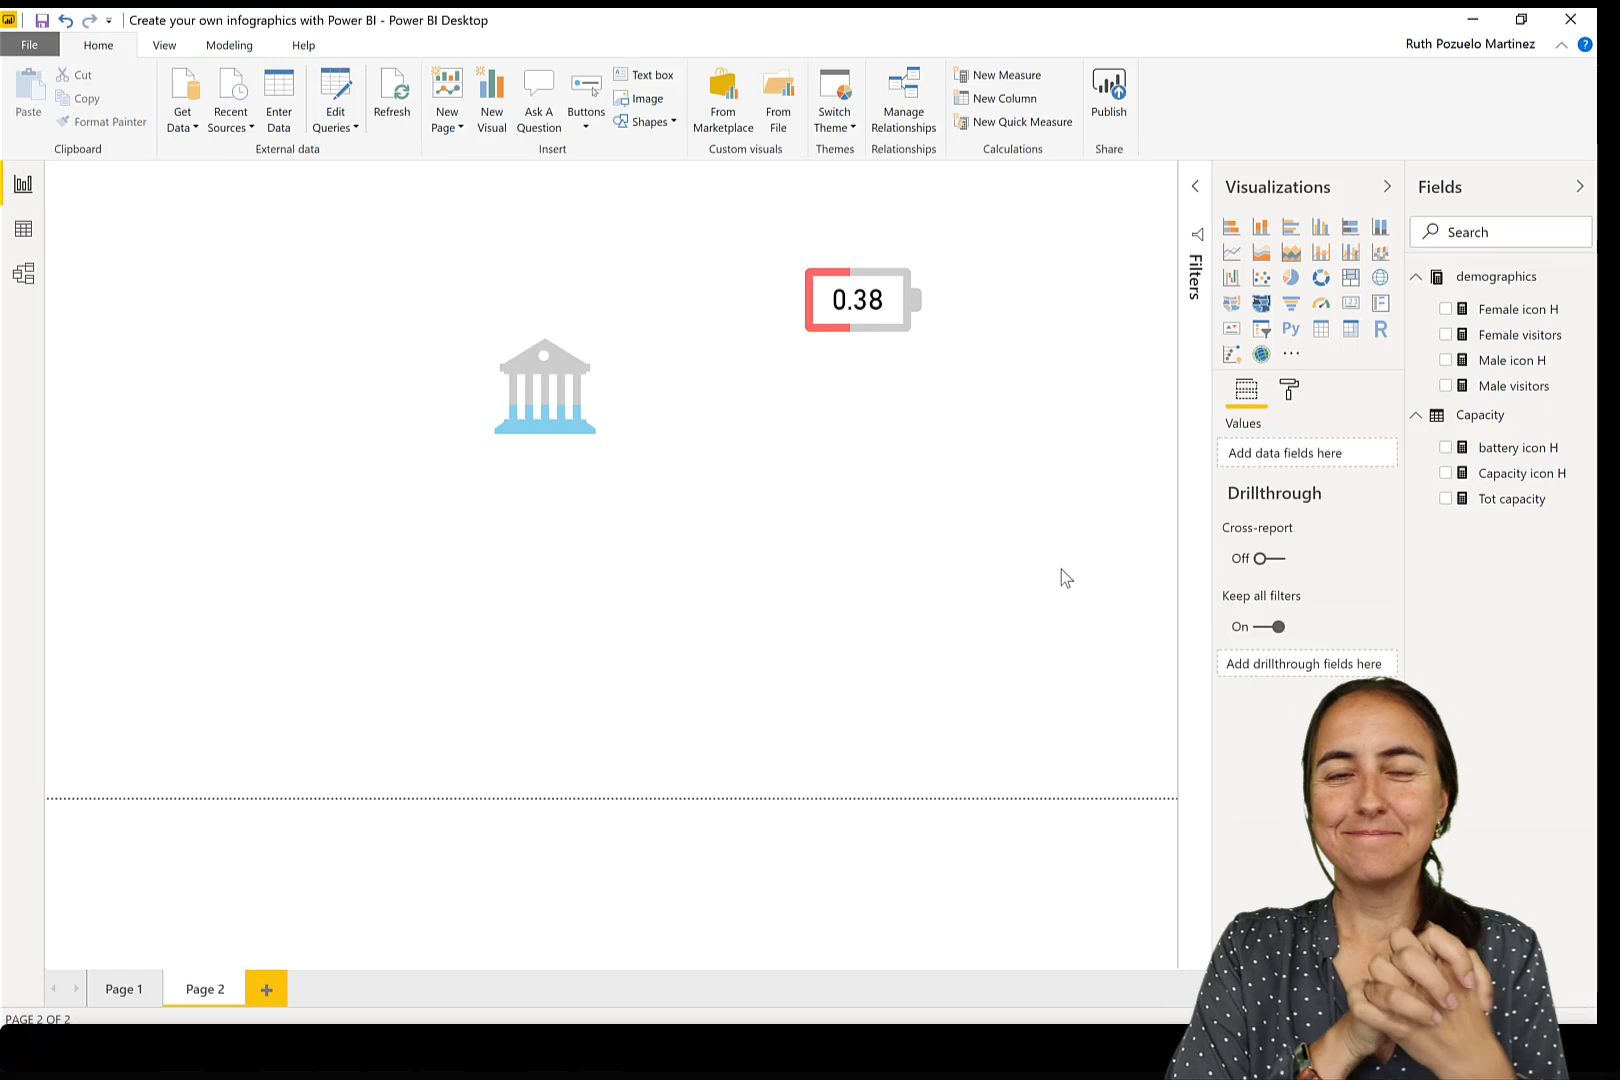 Create your own infographics with Power BI - Power BI Desktop
File Home View Modeling Help
Ruth Pozuelo Martinez
?
Paste
Cut
Copy
Format Painter
Clipboard
Get Data
Recent Sources
Enter Data
Edit Queries
Refresh
External data
New Page
New Visual
Ask A Question
Buttons
Text box
Image
Shapes
Insert
From Marketplace
From File
Custom visuals
Switch Theme
Themes
Manage Relationships
Relationships
New Measure
New Column
New Quick Measure
Calculations
Publish
Share
0.38
Filters
Visualizations
123
Py
R
Values
Add data fields here
Drillthrough
Cross-report
Off
Keep all filters
On
Add drillthrough fields here
Fields
Search
demographics
Female icon H
Female visitors
Male icon H
Male visitors
Capacity
battery icon H
Capacity icon H
Tot capacity
Page 1
Page 2
PAGE 2 OF 2